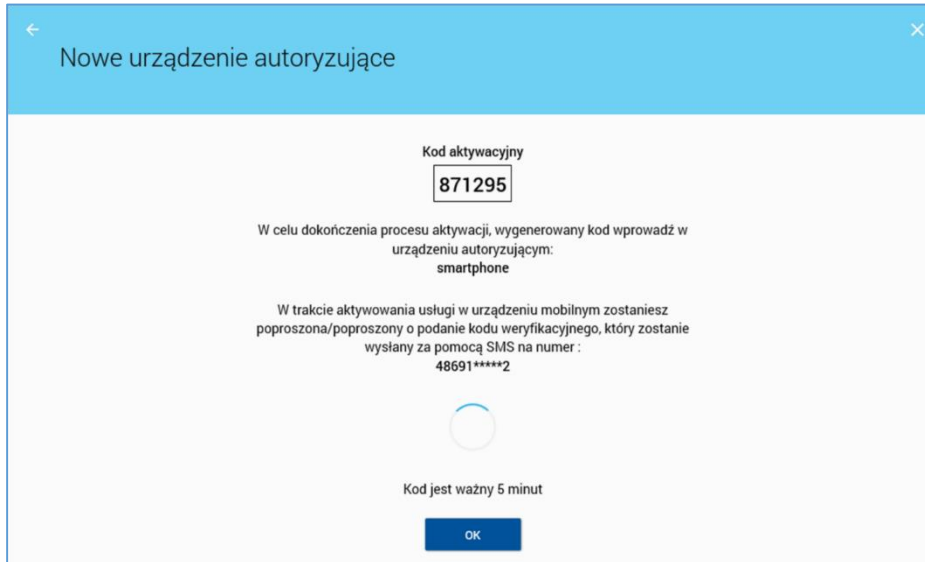 Nowe urządzenie autoryzujące
Kod aktywacyjny
871295
W celu dokończenia procesu aktywacji, wygenerowany kod wprowadź w
urządzeniu autoryzującym:
smartphone
W trakcie aktywowania usługi w urządzeniu mobilnym zostaniesz
poproszona/poproszony o podanie kodu weryfikacyjnego, który zostanie
wysłany za pomocą SMS na numer :
48691*****2
Kod jest ważny 5 minut
OK